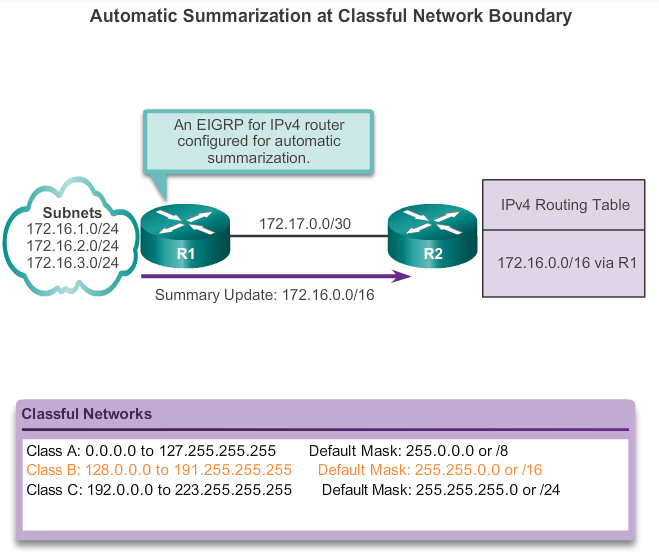 Automatic Summarization at Classful Network Boundary
An EIGRP for IPv4 router
configured for automatic
summarization.
Subnets
172.16.1.0/24
172.16.2.0/24
172.16.3.0/24
R1
172.17.0.0/30
R2
Summary Update: 172.16.0.0/16
IPv4 Routing Table
172.16.0.0/16 via R1
Classful Networks
Class A: 0.0.0.0 to 127.255.255.255 Default Mask: 255.0.0.0 or /8
Class B: 128.0.0.0 to 191.255.255.255 Default Mask: 255.255.0.0 or /16
Class C: 192.0.0.0 to 223.255.255.255 Default Mask: 255.255.255.0 or /24